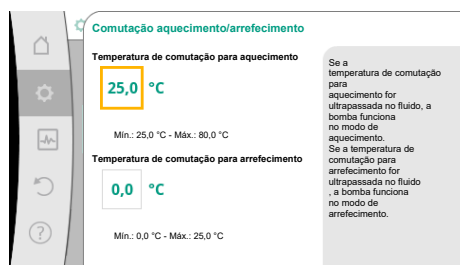 Comutação aquecimento/arrefecimento
Temperatura de comutação para aquecimento
25,0 °C
Mín.: 25,0 °C - Máx.: 80,0 °C
Temperatura de comutação para arrefecimento
0,0 °C
Mín.: 0,0 °C - Máx.: 25,0 °C
Se a
temperatura de comutação
para
aquecimento for
ultrapassada no fluido, a
bomba funciona
no modo de
aquecimento.
Se a temperatura de
comutação para
arrefecimento for
ultrapassada no fluido
, a bomba funciona
no modo de
arrefecimento.